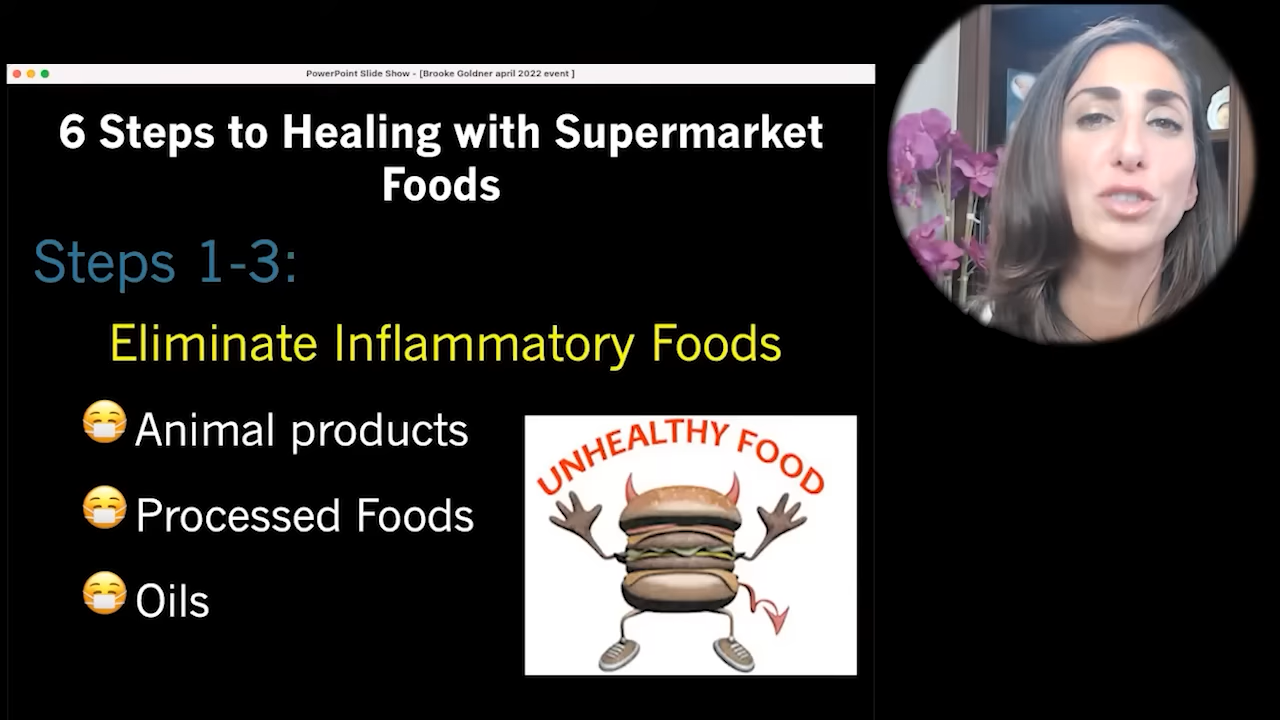 PowerPoint Slide Show - [Brooke Goldner april 2022 event ]
6 Steps to Healing with Supermarket
Foods
Steps 1-3:
Eliminate Inflammatory Foods
Animal products
UNHEALTHY FOOD
Processed Foods
Oils